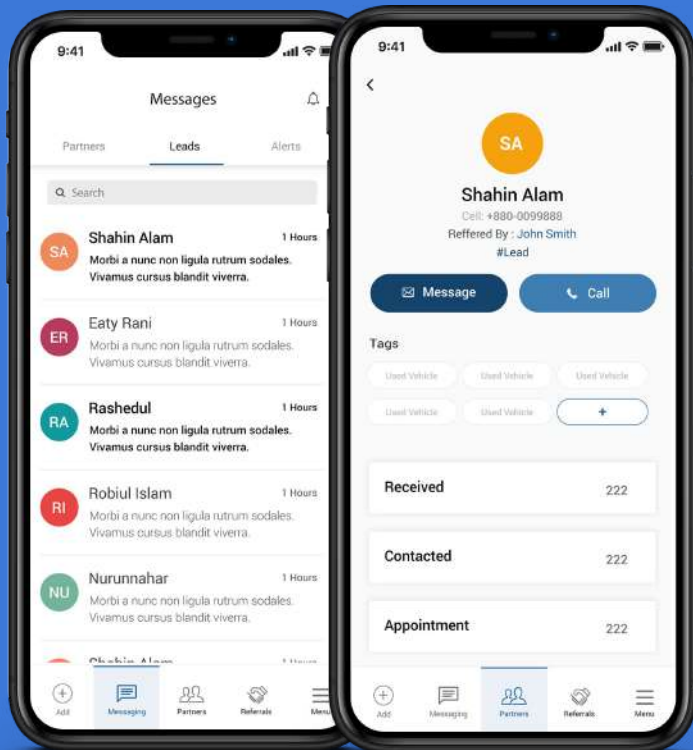 9:41
Messages
Partners Leads Alerts
Search
SA Shahin Alam 1 Hours
Morbi a nunc non ligula rutrum sodales.
Vivamus cursus blandit viverra.
ER Eaty Rani 1 Hours
Morbi a nunc non ligula rutrum sodales.
Vivamus cursus blandit viverra.
RA Rashedul 1 Hours
Morbi a nunc non ligula rutrum sodales.
Vivamus cursus blandit viverra.
RI Robiul Islam 1 Hours
Morbi a nunc non ligula rutrum sodales.
Vivamus cursus blandit viverra.
NU Nurunnahar 1 Hours
Morbi a nunc non ligula rutrum sodales.
Vivamus cursus blandit viverra.
Shahin Alam 1 Hours
Add Messaging Partners Referrals Menu
9:41
SA
Shahin Alam
Cell: +880-0099888
Reffered By : John Smith
#Lead
Message Call
Tags
Used Vehicle Used Vehicle Used Vehicle
Used Vehicle Used Vehicle +
Received 222
Contacted 222
Appointment 222
Add Messaging Partners Referrals Menu